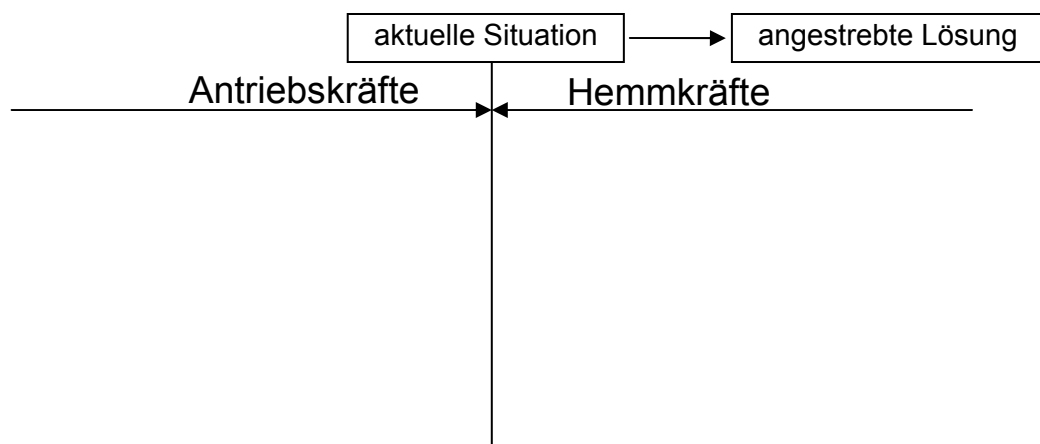 aktuelle Situation
angestrebte Lösung
Antriebskräfte
Hemmkräfte